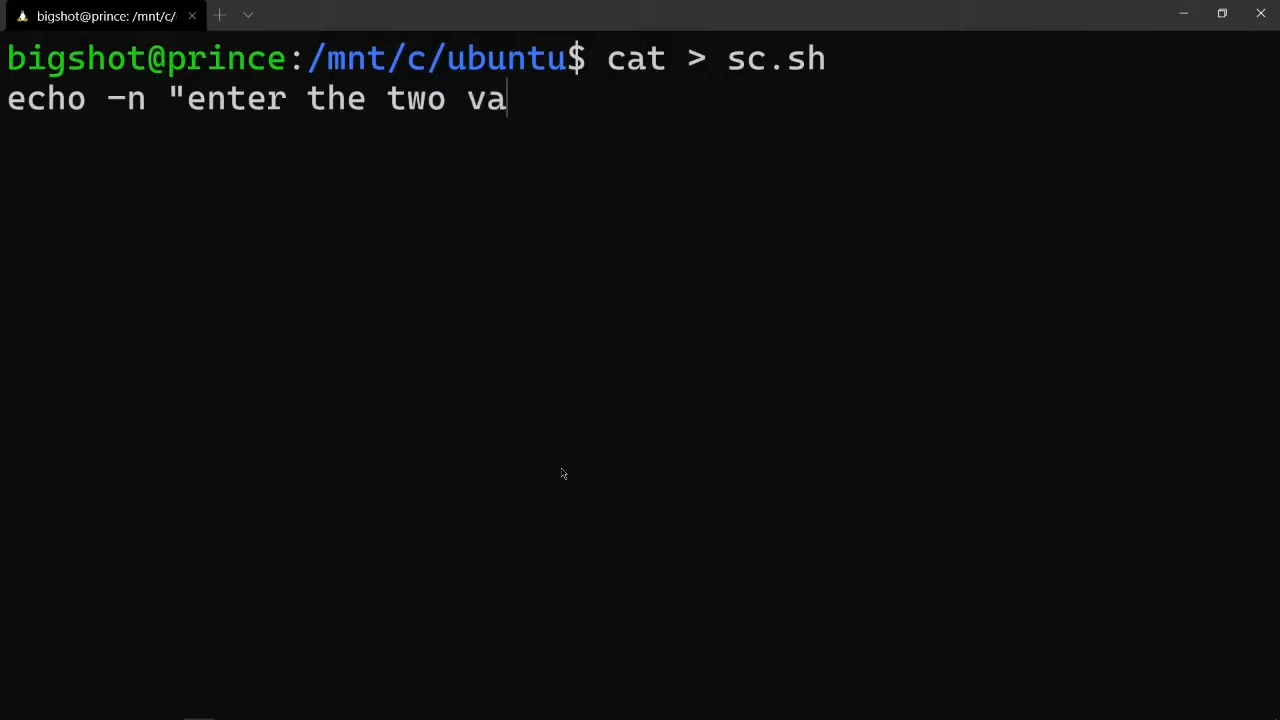 bigshot@prince: /mnt/c/
bigshot@prince:/mnt/c/ubuntu$ cat > sc.sh
echo -n "enter the two va